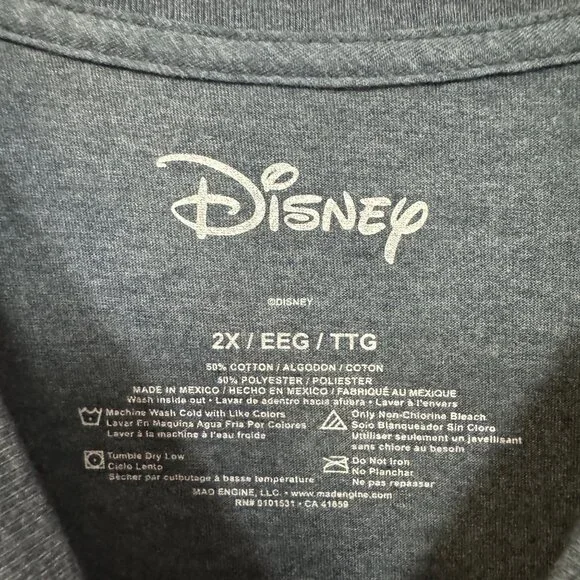 Disney
©DISNEY
2X / EEG / TTG
50% COTTON / ALGODON / COTON
50% POLYESTER / POLIESTER
MADE IN MEXICO / HECHO EN MEXICO / FABRIQUÉ AU MÉXIQUE
Wash inside out • Lavar de adentro hacia afuera • Laver à l'envers
Machine Wash Cold with Like Colors
Lavar En Maquina Agua Fria Por Colores
Laver à la machine à l'eau froide
Only Non-Chlorine Bleach
Solo Blanqueador Sin Cloro
Utiliser seulement un javellisant
sans chlore au besoin
Tumble Dry Low
Ciclo Lento
Sécher par culbutage à basse température
Do Not Iron
No Planchar
Ne pas repasser
MAD ENGINE, LLC. • www.madengine.com
RN# 0101531 • CA 41859